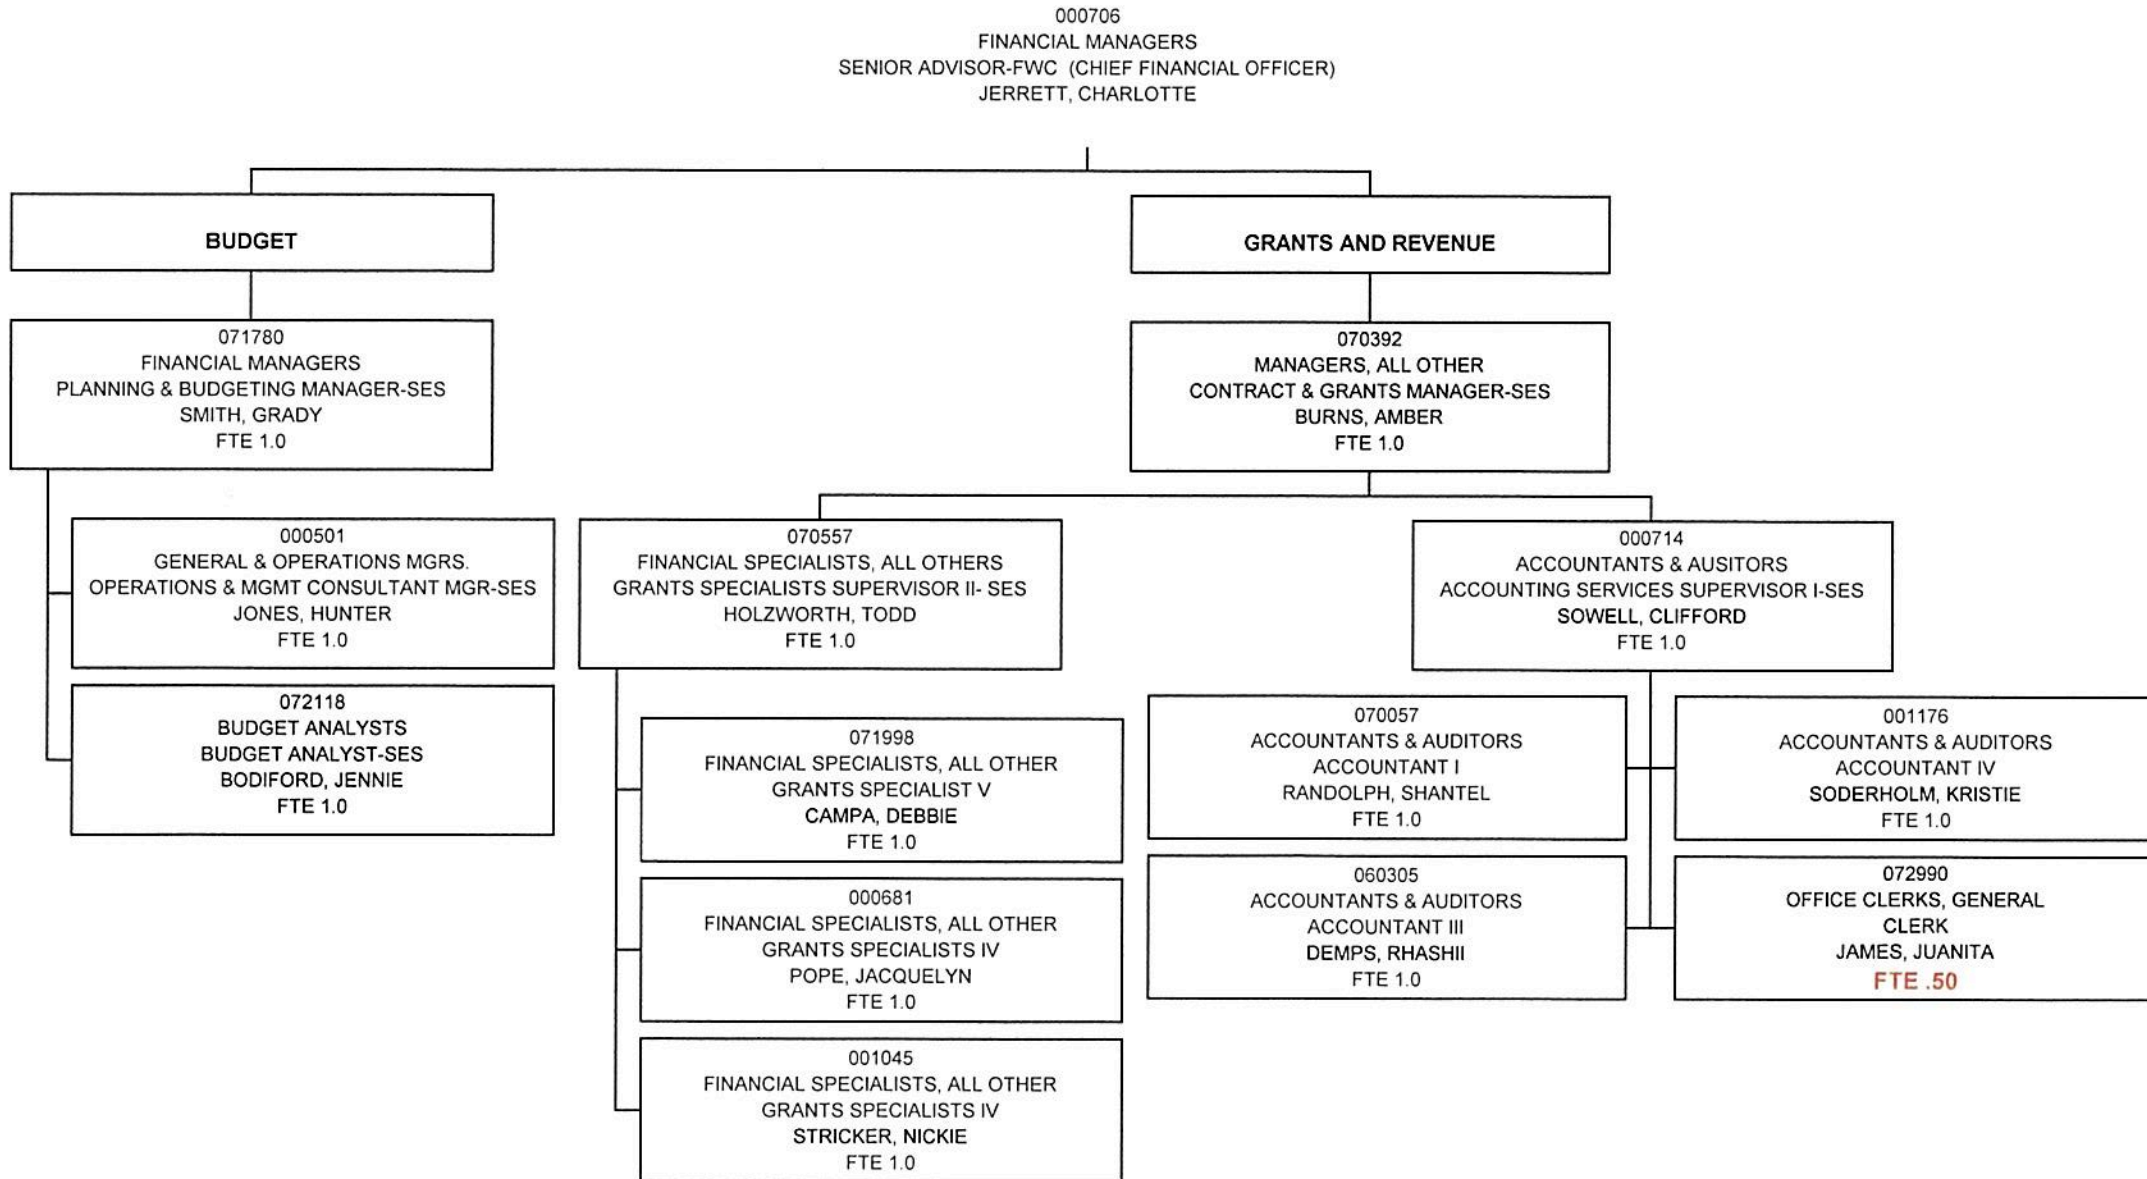 000706
FINANCIAL MANAGERS
SENIOR ADVISOR-FWC (CHIEF FINANCIAL OFFICER)
JERRETT, CHARLOTTE
BUDGET
GRANTS AND REVENUE
071780
FINANCIAL MANAGERS
PLANNING & BUDGETING MANAGER-SES
SMITH, GRADY
FTE 1.0
070392
MANAGERS, ALL OTHER
CONTRACT & GRANTS MANAGER-SES
BURNS, AMBER
FTE 1.0
000501
GENERAL & OPERATIONS MGRS.
OPERATIONS & MGMT CONSULTANT MGR-SES
JONES, HUNTER
FTE 1.0
072118
BUDGET ANALYSTS
BUDGET ANALYST-SES
BODIFORD, JENNIE
FTE 1.0
070557
FINANCIAL SPECIALISTS, ALL OTHERS
GRANTS SPECIALISTS SUPERVISOR II- SES
HOLZWORTH, TODD
FTE 1.0
071998
FINANCIAL SPECIALISTS, ALL OTHER
GRANTS SPECIALIST V
CAMPA, DEBBIE
FTE 1.0
000681
FINANCIAL SPECIALISTS, ALL OTHER
GRANTS SPECIALISTS IV
POPE, JACQUELYN
FTE 1.0
001045
FINANCIAL SPECIALISTS, ALL OTHER
GRANTS SPECIALISTS IV
STRICKER, NICKIE
FTE 1.0
000714
ACCOUNTANTS & AUSITORS
ACCOUNTING SERVICES SUPERVISOR I-SES
SOWELL, CLIFFORD
FTE 1.0
070057
ACCOUNTANTS & AUDITORS
ACCOUNTANT I
RANDOLPH, SHANTEL
FTE 1.0
001176
ACCOUNTANTS & AUDITORS
ACCOUNTANT IV
SODERHOLM, KRISTIE
FTE 1.0
060305
ACCOUNTANTS & AUDITORS
ACCOUNTANT III
DEMPS, RHASHII
FTE 1.0
072990
OFFICE CLERKS, GENERAL
CLERK
JAMES, JUANITA
FTE .50